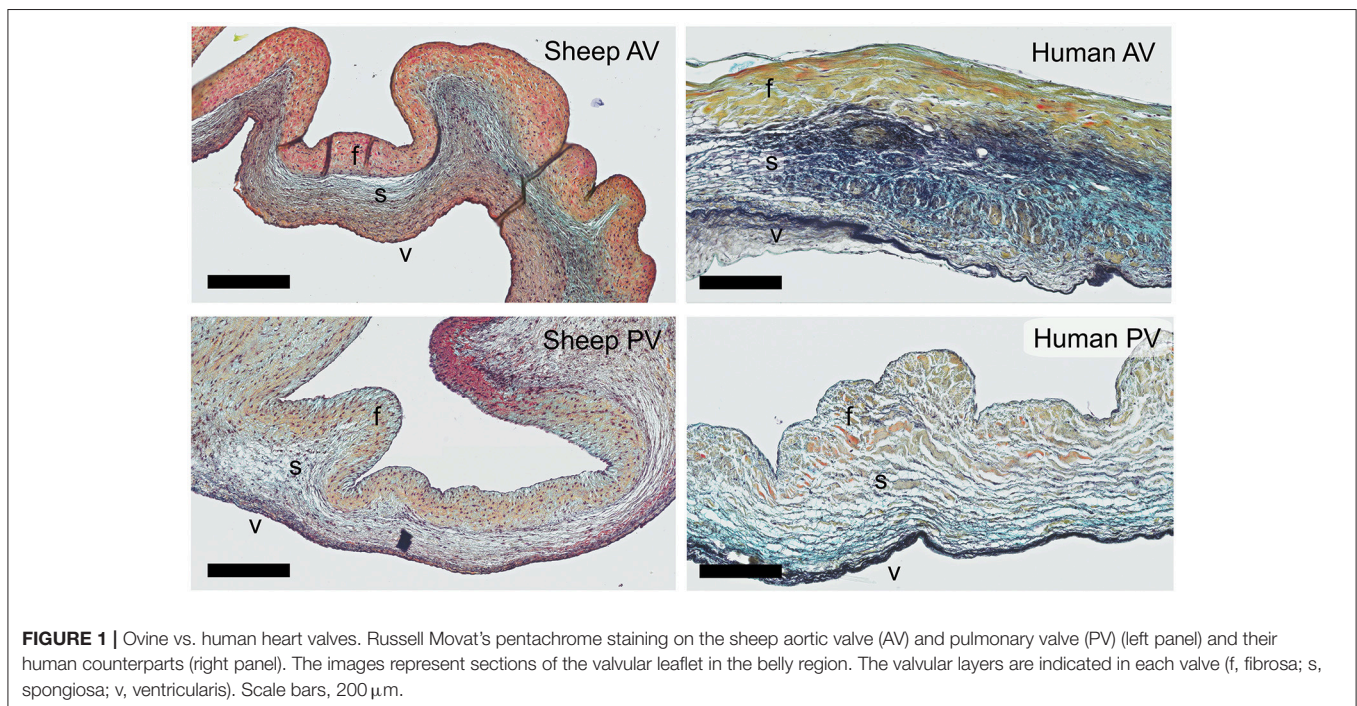 Sheep AV
f
s
v
Human AV
f
s
v
Sheep PV
f
s
v
Human PV
f
s
v
FIGURE 1 | Ovine vs. human heart valves. Russell Movat’s pentachrome staining on the sheep aortic valve (AV) and pulmonary valve (PV) (left panel) and their
human counterparts (right panel). The images represent sections of the valvular leaflet in the belly region. The valvular layers are indicated in each valve (f, fibrosa; s,
spongiosa; v, ventricularis). Scale bars, 200 μm.